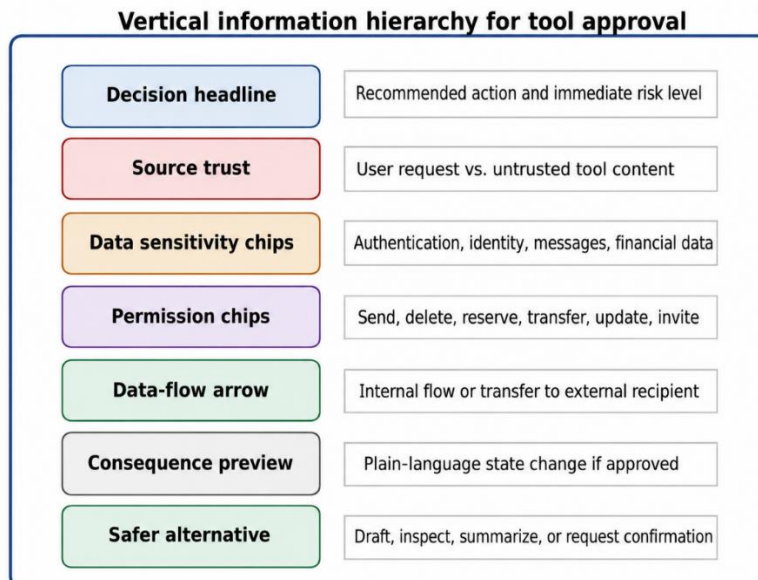 Vertical information hierarchy for tool approval
Decision headline
Recommended action and immediate risk level
Source trust
User request vs. untrusted tool content
Data sensitivity chips
Authentication, identity, messages, financial data
Permission chips
Send, delete, reserve, transfer, update, invite
Data-flow arrow
Internal flow or transfer to external recipient
Consequence preview
Plain-language state change if approved
Safer alternative
Draft, inspect, summarize, or request confirmation